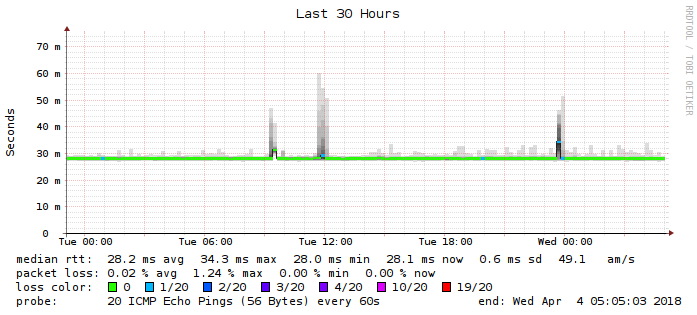 Last 30 Hours
RRDTOOL / TOBI OETIKER
Seconds
70 m
60 m
50 m
40 m
30 m
20 m
10 m
0
Tue 00:00 Tue 06:00 Tue 12:00 Tue 18:00 Wed 00:00
median rtt: 28.2 ms avg 34.3 ms max 28.0 ms min 28.1 ms now 0.6 ms sd 49.1 am/s
packet loss: 0.02 % avg 1.24 % max 0.00 % min 0.00 % now
loss color: 0 1/20 2/20 3/20 4/20 10/20 19/20
probe: 20 ICMP Echo Pings (56 Bytes) every 60s end: Wed Apr 4 05:05:03 2018